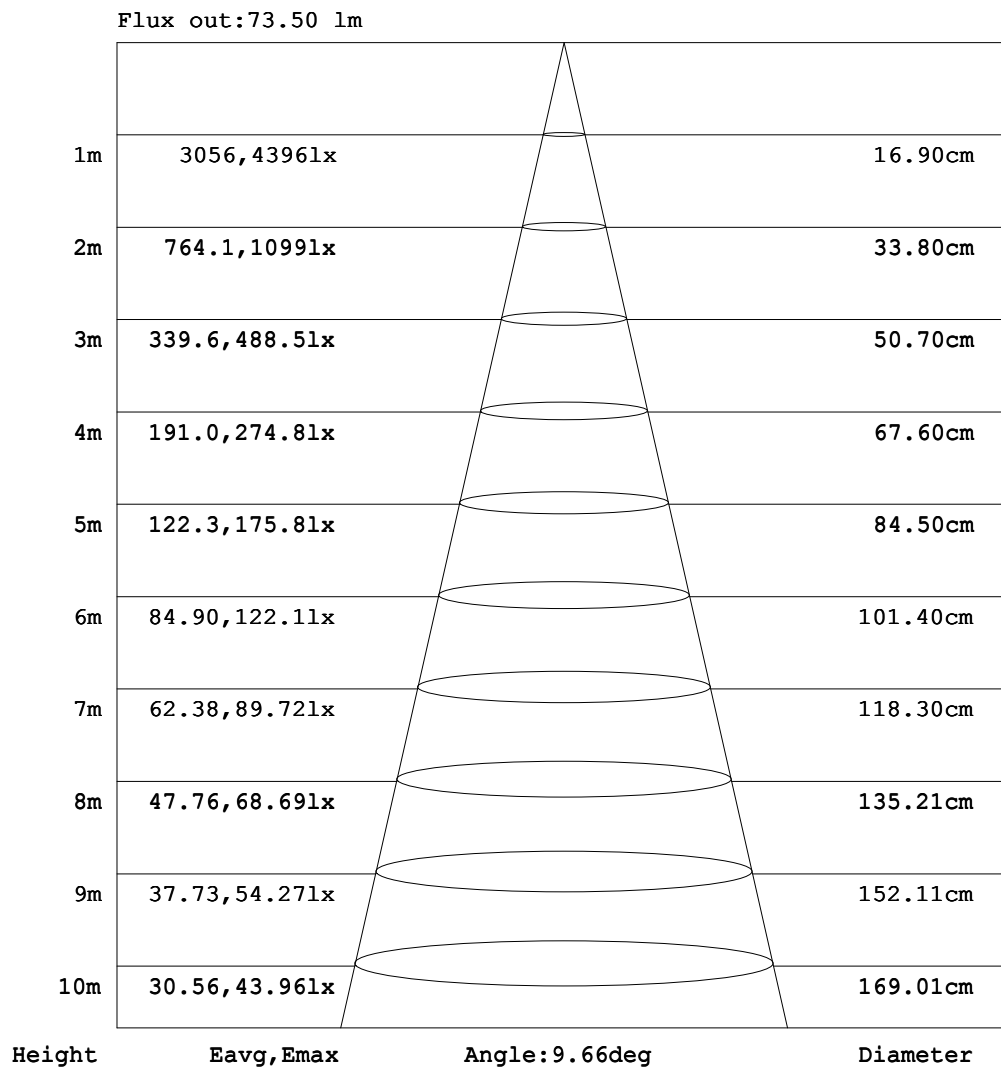 Flux out:73.50 lm
1m 3056,4396lx 16.90cm
2m 764.1,1099lx 33.80cm
3m 339.6,488.5lx 50.70cm
4m 191.0,274.8lx 67.60cm
5m 122.3,175.8lx 84.50cm
6m 84.90,122.1lx 101.40cm
7m 62.38,89.72lx 118.30cm
8m 47.76,68.69lx 135.21cm
9m 37.73,54.27lx 152.11cm
10m 30.56,43.96lx 169.01cm
Height Eavg,Emax Angle:9.66deg Diameter